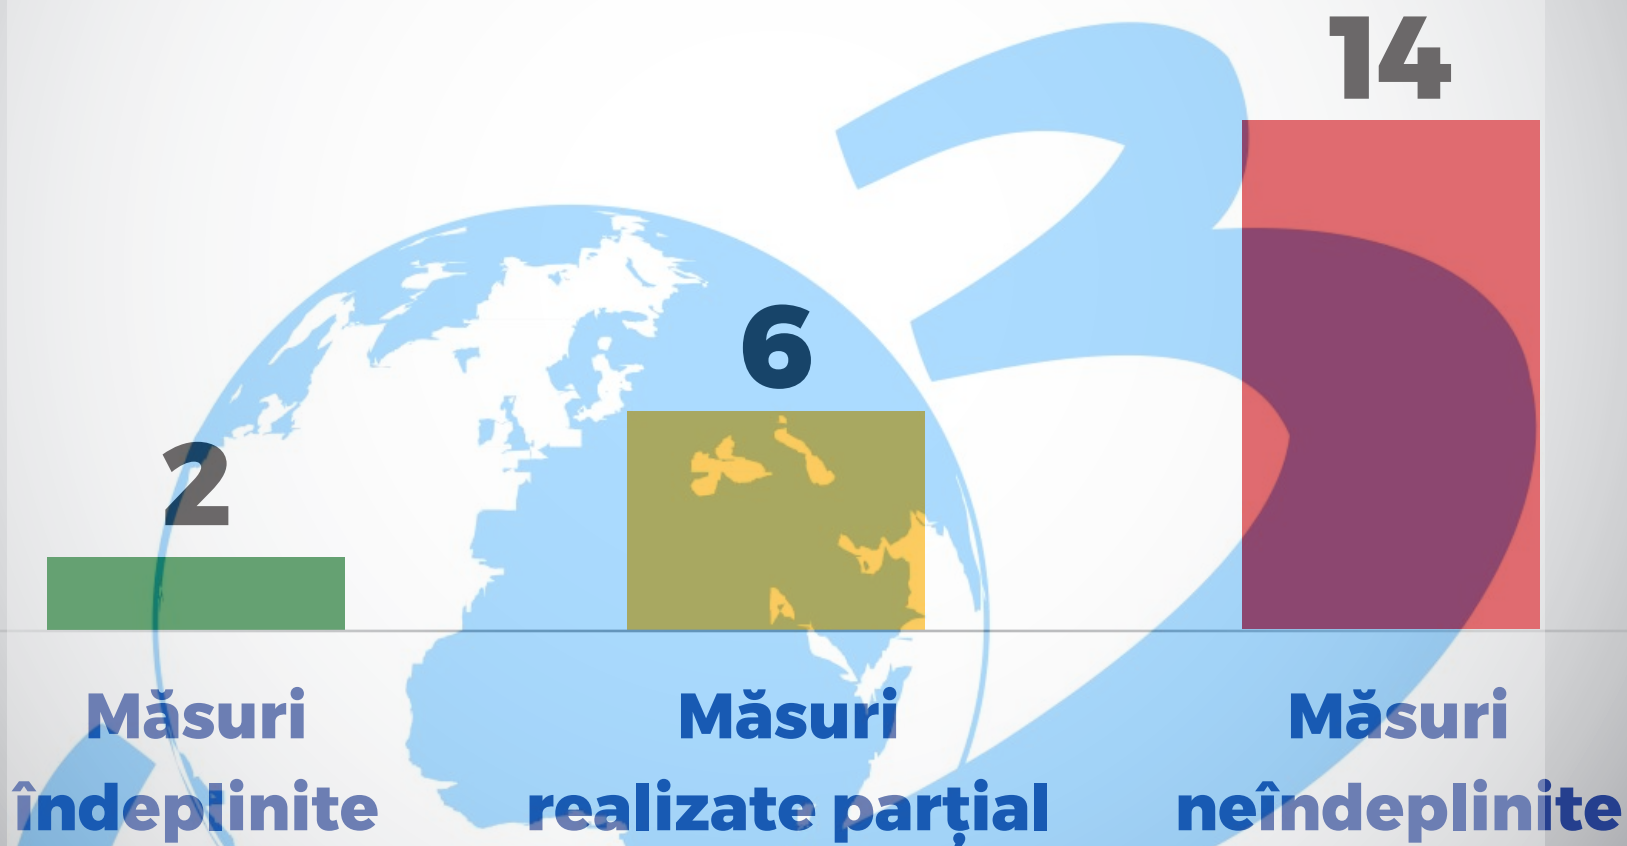 14
6
2
Măsuri
îndeplinite
Măsuri
realizate parțial
Măsuri
neîndeplinite